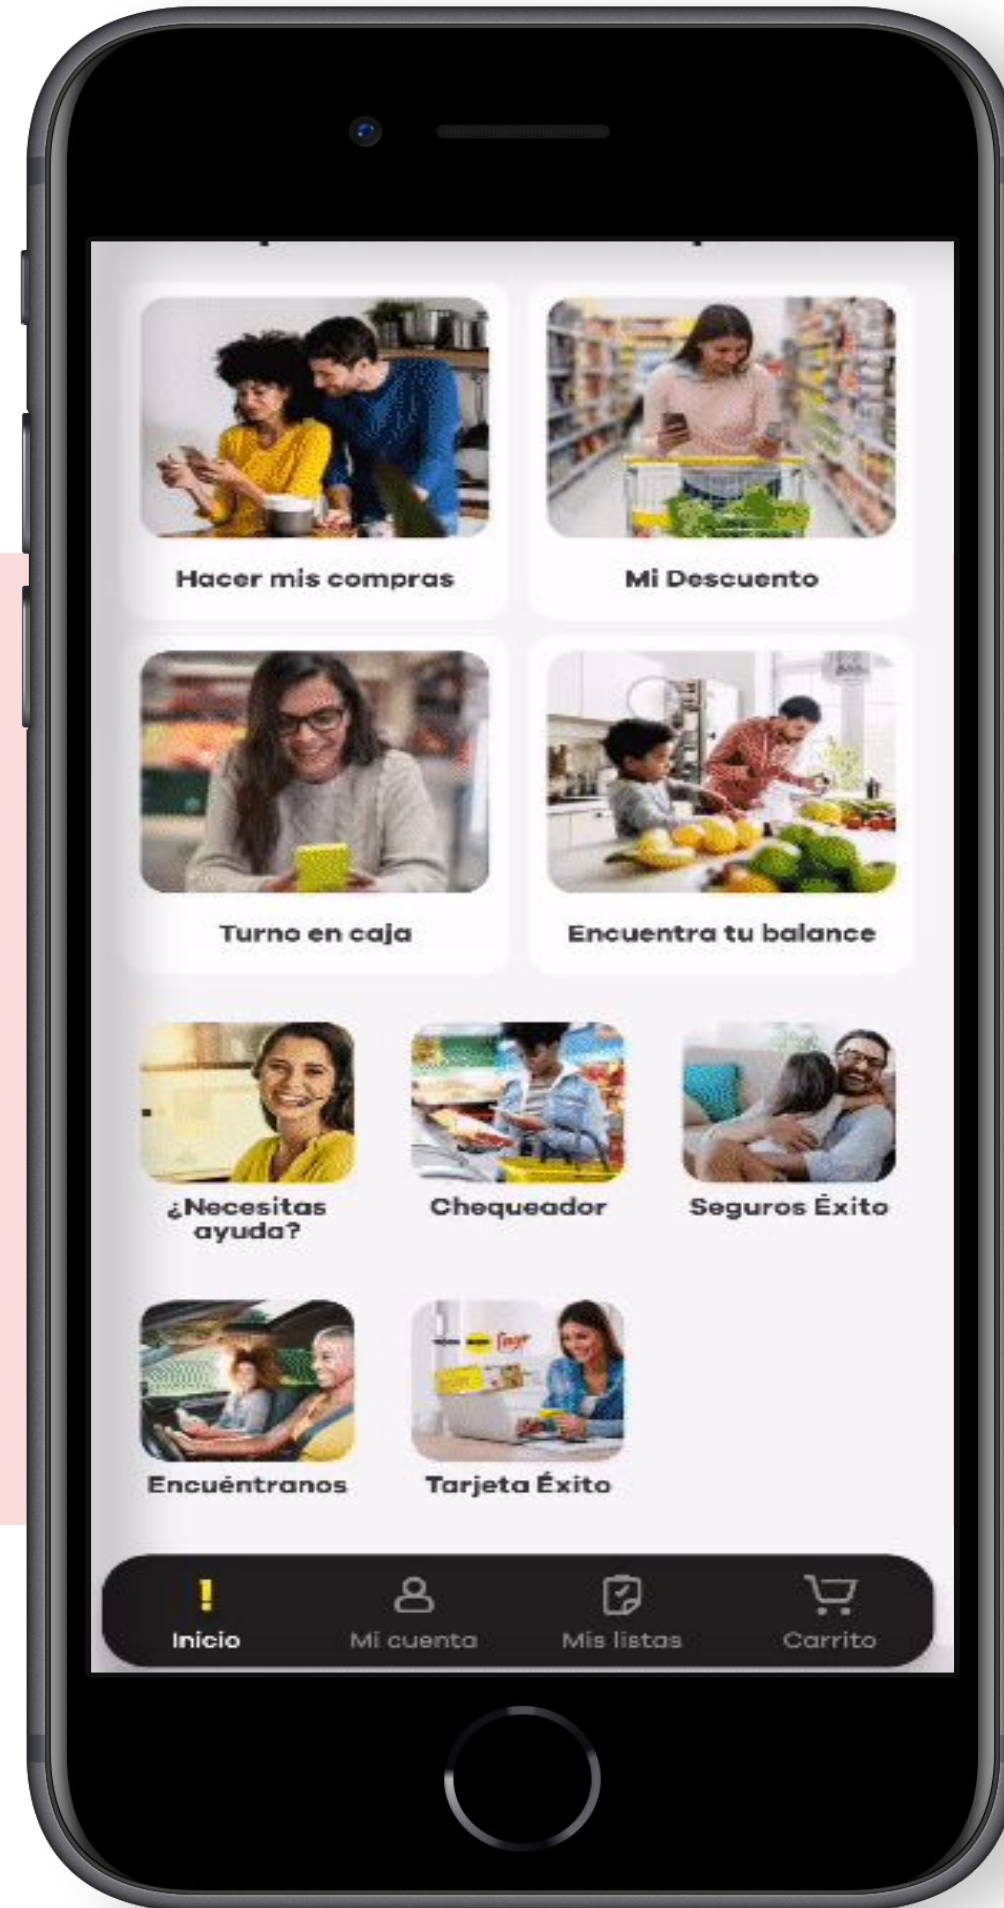 Hacer mis compras
Mi Descuento
Turno en caja
Encuentra tu balance
¿Necesitas
ayuda?
Chequeador
Seguros Éxito
Encuéntranos
Tarjeta Éxito
Inicio
Mi cuenta
Mis listas
Carrito